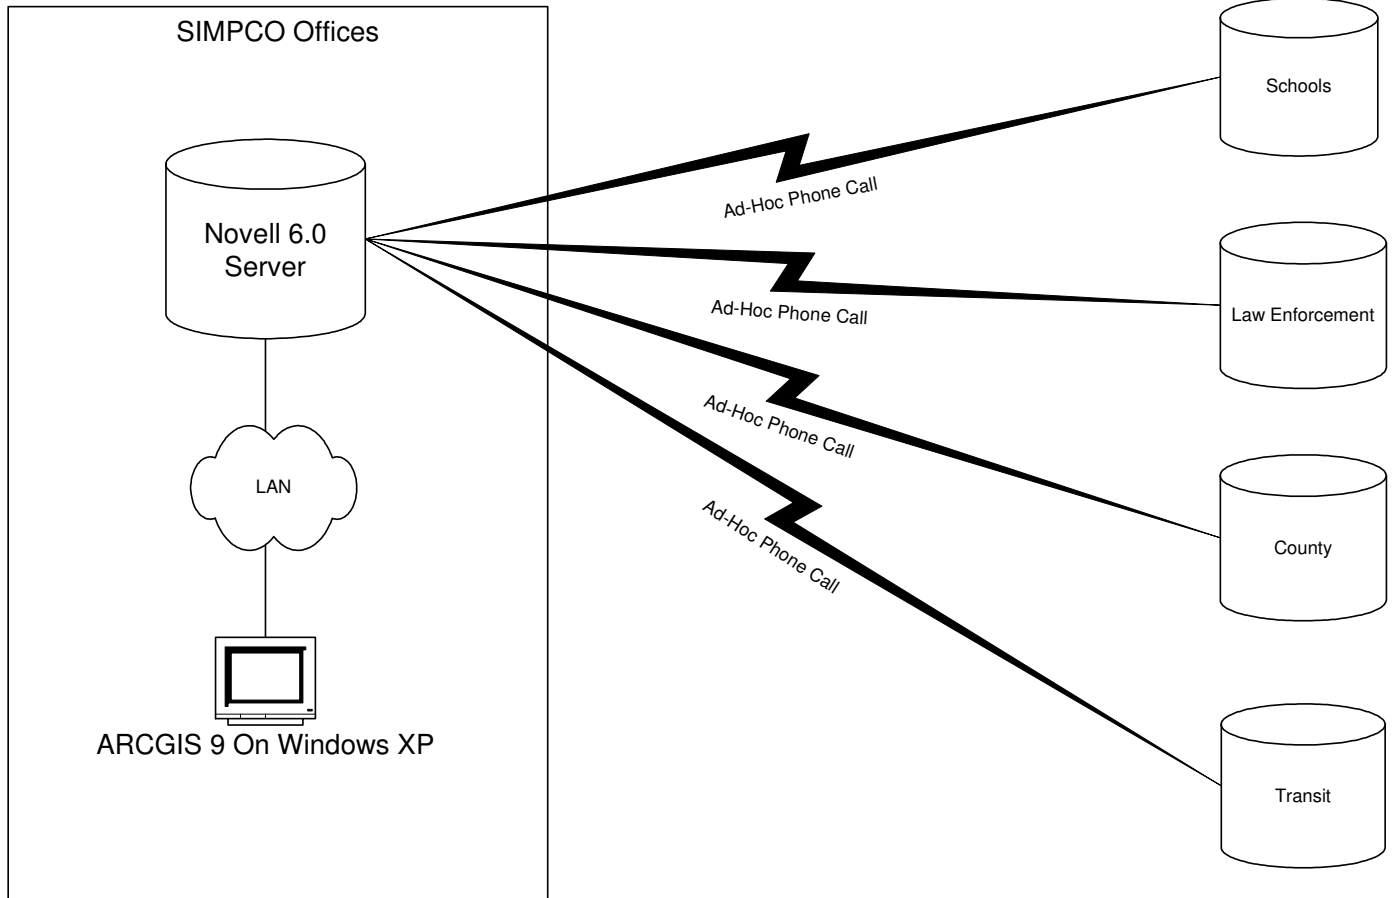 SIMPCO Offices
Schools
Ad-Hoc Phone Call
Novell 6.0
Server
Ad-Hoc Phone Call
Law Enforcement
Ad-Hoc Phone Call
LAN
Ad-Hoc Phone Call
County
ARCGIS 9 On Windows XP
Transit